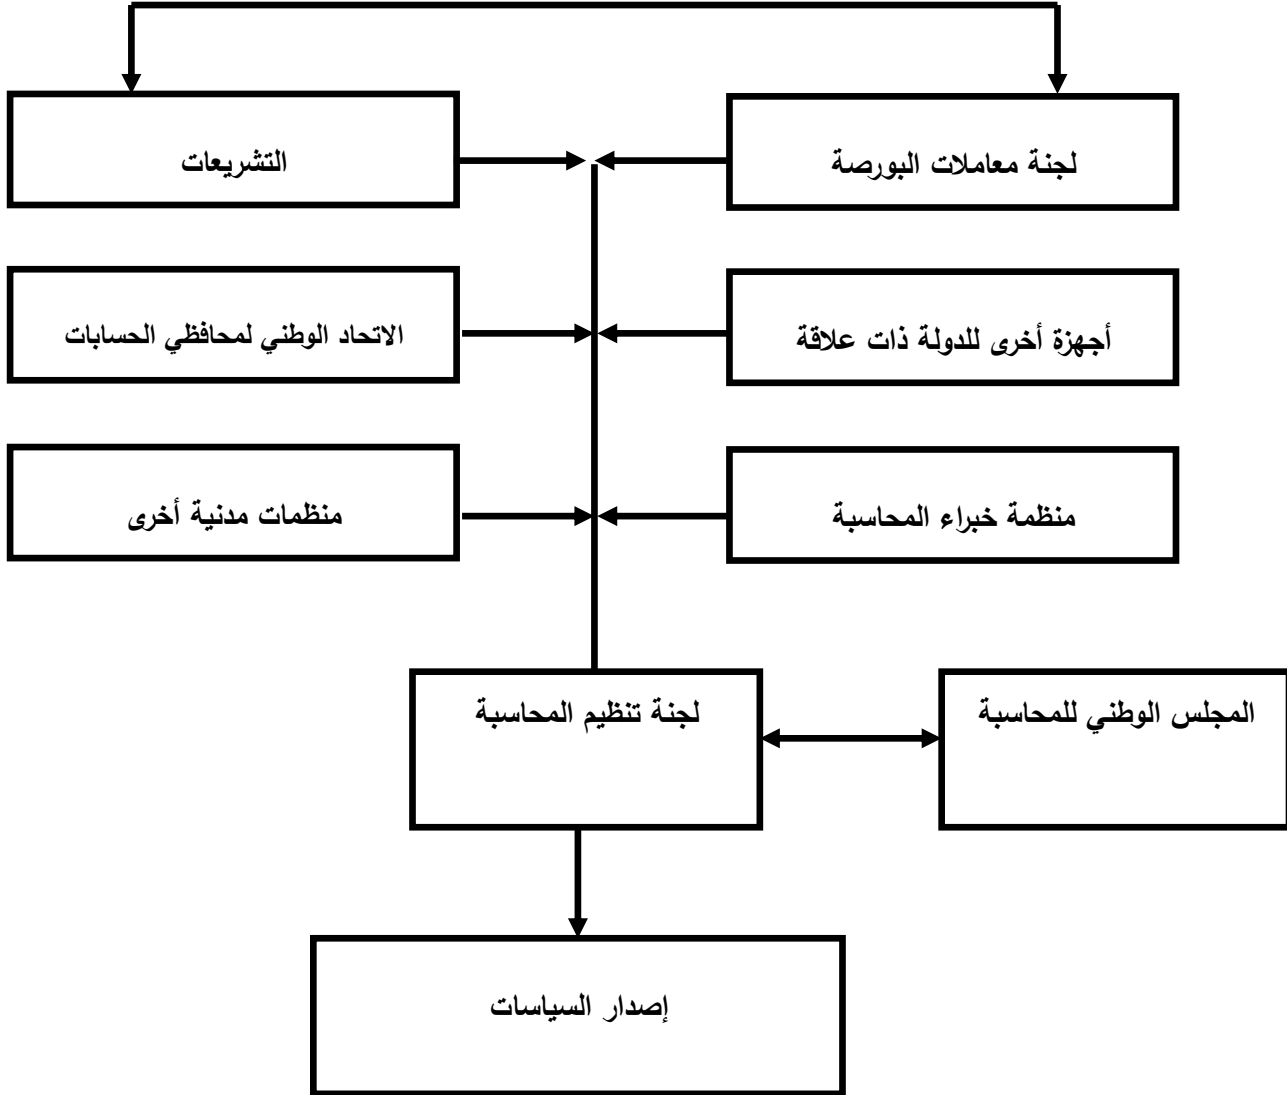 لجنة معاملات البورصة
التشريعات
أجهزة أخرى للدولة ذات علاقة
الاتحاد الوطني لمحافظي الحسابات
منظمة خبراء المحاسبة
منظمات مدنية أخرى
المجلس الوطني للمحاسبة
لجنة تنظيم المحاسبة
إصدار السياسات